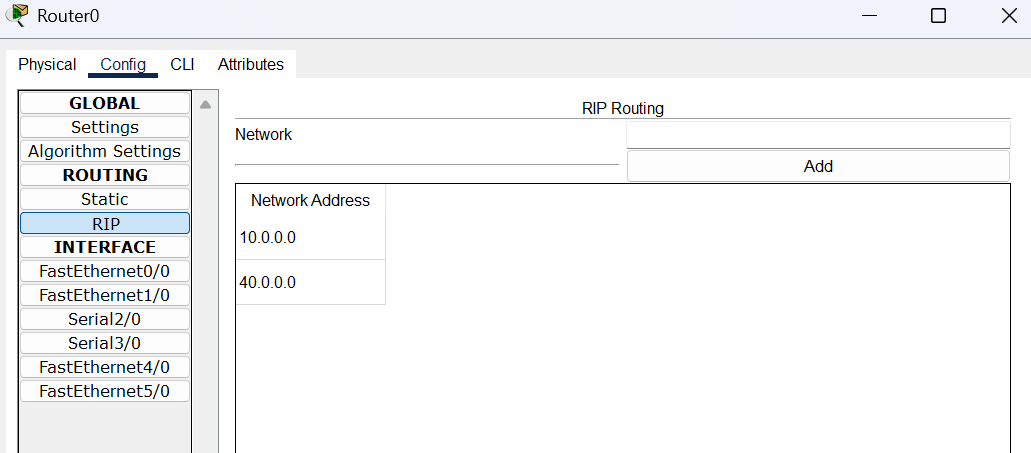 Router0
Physical Config CLI Attributes
GLOBAL
Settings
Algorithm Settings
ROUTING
Static
RIP
INTERFACE
FastEthernet0/0
FastEthernet1/0
Serial2/0
Serial3/0
FastEthernet4/0
FastEthernet5/0
RIP Routing
Network
Add
Network Address
10.0.0.0
40.0.0.0